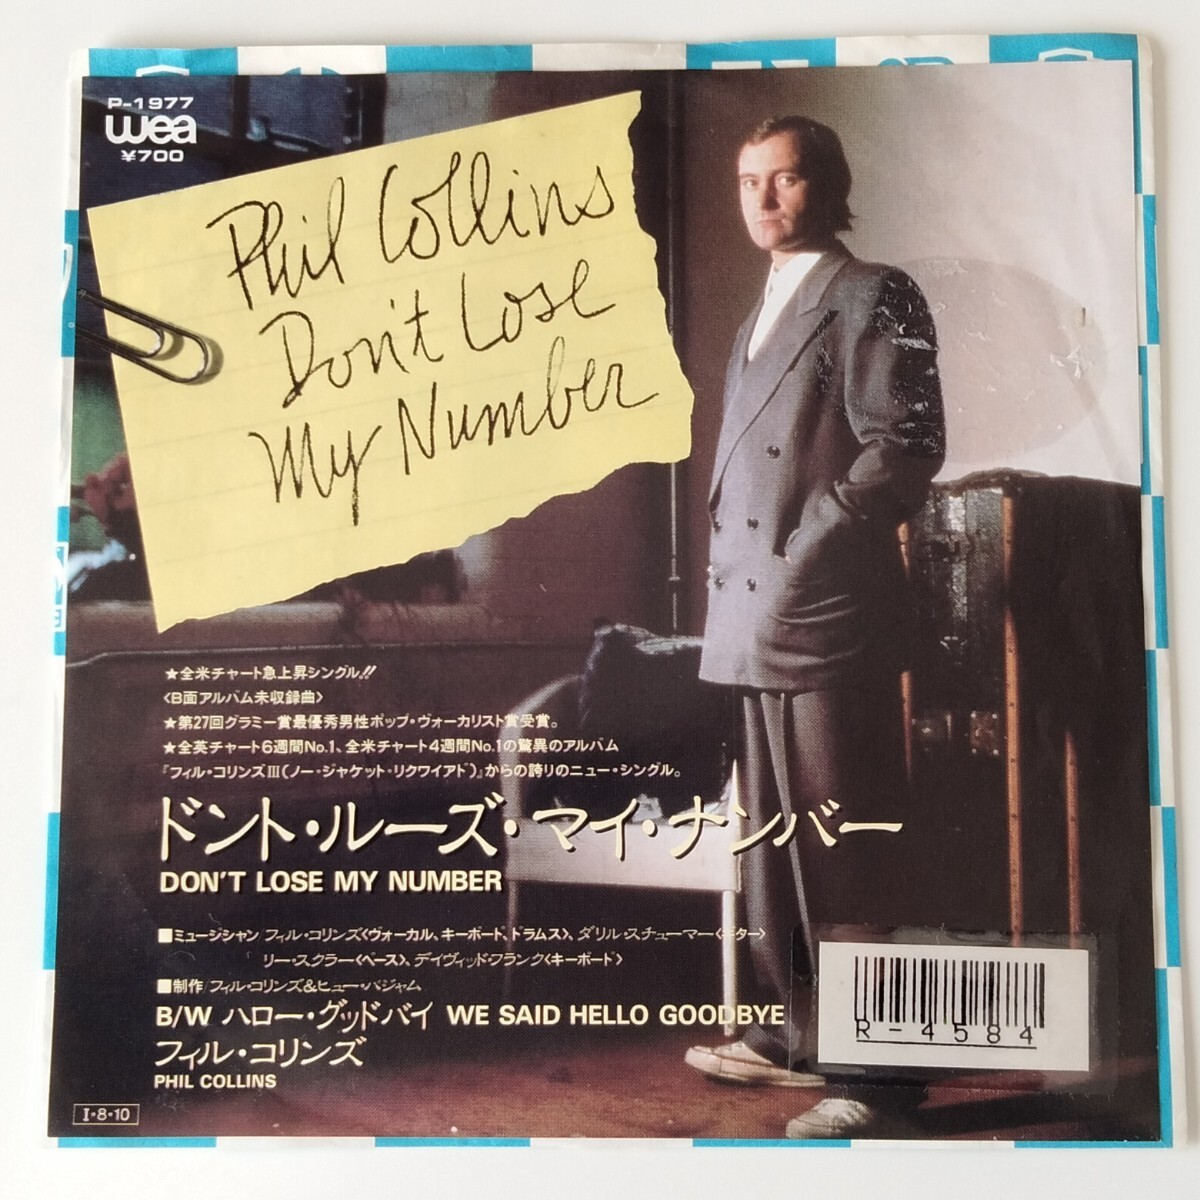 P-1977
wea
¥700
Phil Collins
Don't Lose
My Number
★全米チャート急上昇シングル!!
〈B面アルバム未収録曲〉
★第27回グラミー賞最優秀男性ポップ・ヴォーカリスト賞受賞。
★全英チャート6週間No.1、全米チャート4週間No.1の驚異のアルバム
『フィル・コリンズⅢ(ノー・ジャケット・リクワイアド)』からの誇りのニュー・シングル。
ドント・ルーズ・マイ・ナンバー
DON'T LOSE MY NUMBER
■ミュージシャン/フィル・コリンズ〈ヴォーカル、キーボード、ドラムス〉、ダリル・スチューマー〈ギター〉
リー・スクラー〈ベース〉、デイヴィッド・フランク〈キーボード〉
■制作/フィル・コリンズ&ヒュー・パジャム
B/W ハロー・グッドバイ WE SAID HELLO GOODBYE
フィル・コリンズ
PHIL COLLINS
I・8・10
R-4584